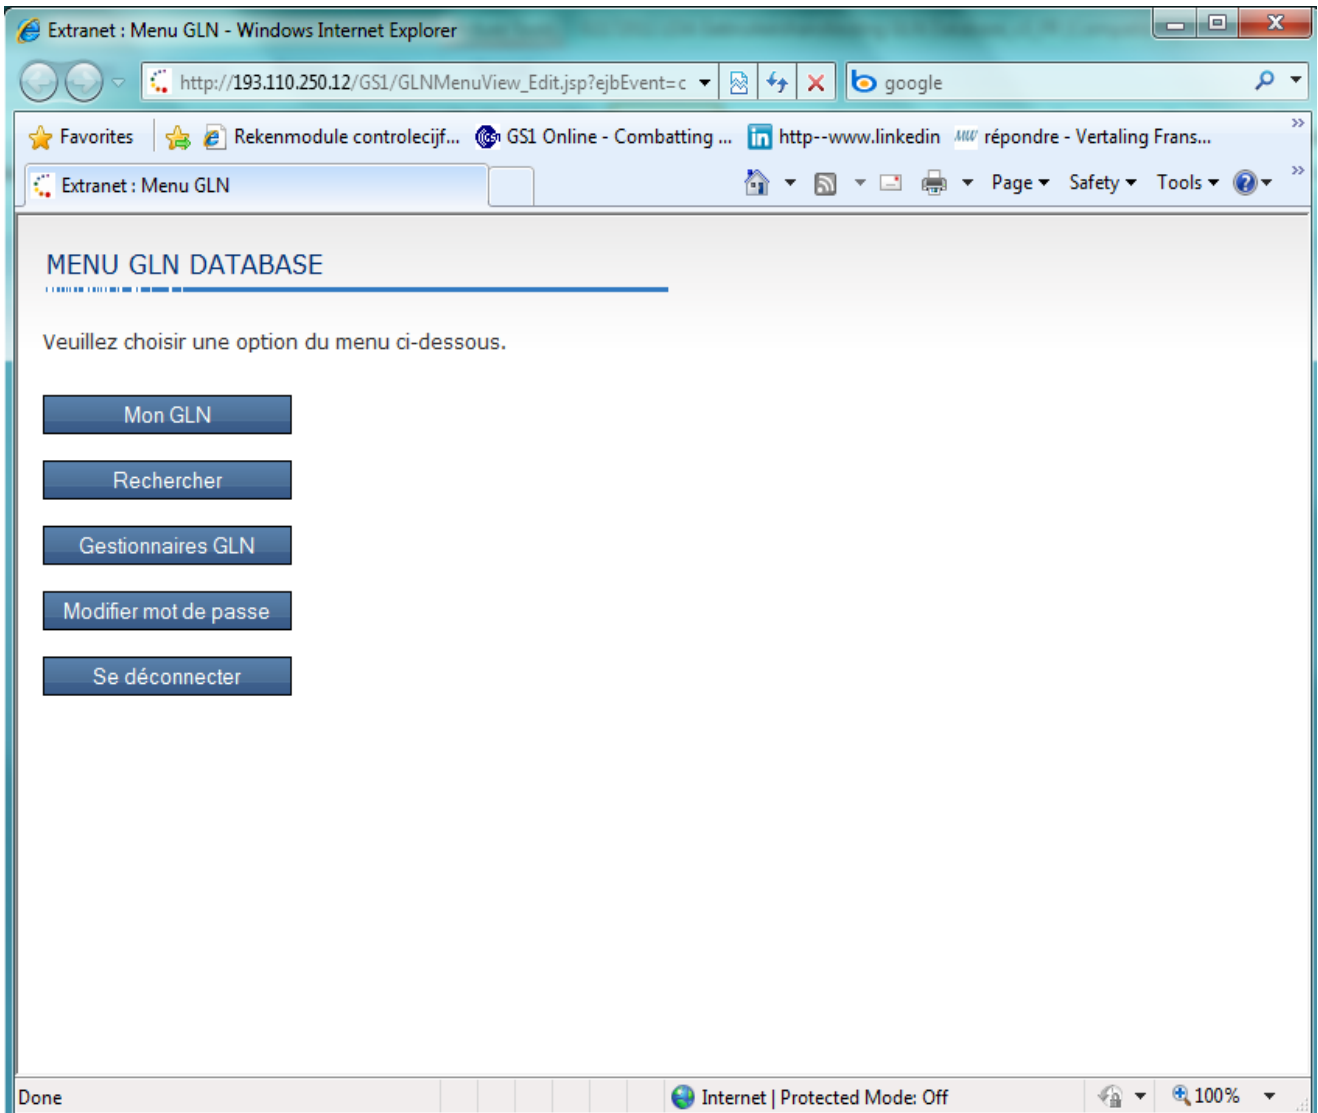 Extranet : Menu GLN - Windows Internet Explorer
http://193.110.250.12/GS1/GLNMenuView_Edit.jsp?ejbEvent=c google
Favorites Rekenmodule controlecijf... GS1 Online - Combatting ... in http--www.linkedin MW répondre - Vertaling Frans... »
Extranet : Menu GLN Page Safety Tools »
MENU GLN DATABASE
Veuillez choisir une option du menu ci-dessous.
Mon GLN
Rechercher
Gestionnaires GLN
Modifier mot de passe
Se déconnecter
Done Internet | Protected Mode: Off 100%